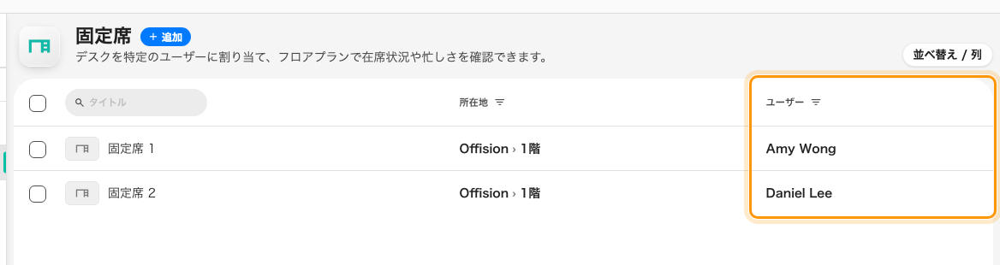 固定席
+ 追加
デスクを特定のユーザーに割り当て、フロアプランで在席状況や忙しさを確認できます。
並べ替え / 列
タイトル
所在地
ユーザー
固定席 1
Offision › 1階
Amy Wong
固定席 2
Offision › 1階
Daniel Lee